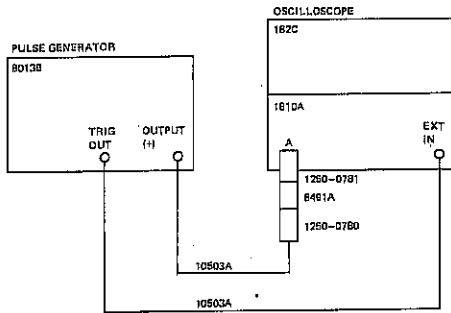 OSCILLOSCOPE
182C
PULSE GENERATOR
8013B
1810A
TRIG
OUT
OUTPUT
(+)
A
EXT
IN
1250-0781
8491A
1250-0780
10503A
10503A